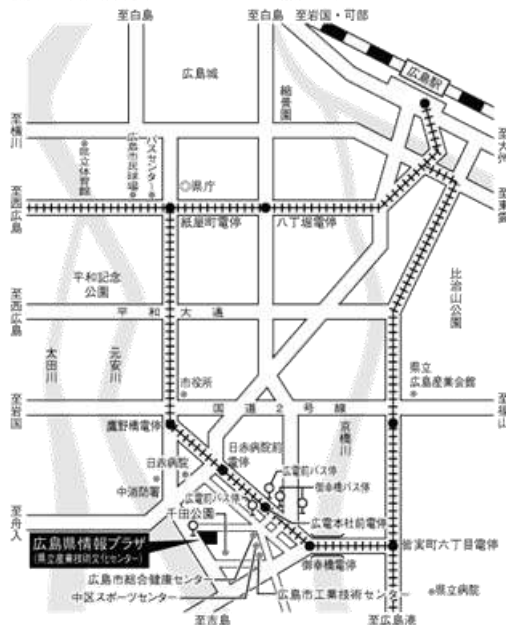 至白島
至白島
至岩国・可部
広島城
広島駅
縮景園
至横川
至大州
県立体育館
広島市民球場
バスセンター
◎県庁
至西広島
至東雲
紙屋町電停
八丁堀電停
平和記念
公園
比治山公園
至西広島
平和大通
太田川
元安川
市役所
県立
広島産業会館
至岩国
国道2号線
至福山
鷹野橋電停
京橋川
日赤病院前
電停
日赤病院
広電前バス停
御幸橋バス停
中消防署
広電前バス停
千田公園
至舟入
広電本社前電停
広島県情報プラザ
(県立産業技術文化センター)
皆実町六丁目電停
御幸橋電停
広島市総合健康センター
中区スポーツセンター
広島市工業技術センター
県立病院
至吉島
至広島港